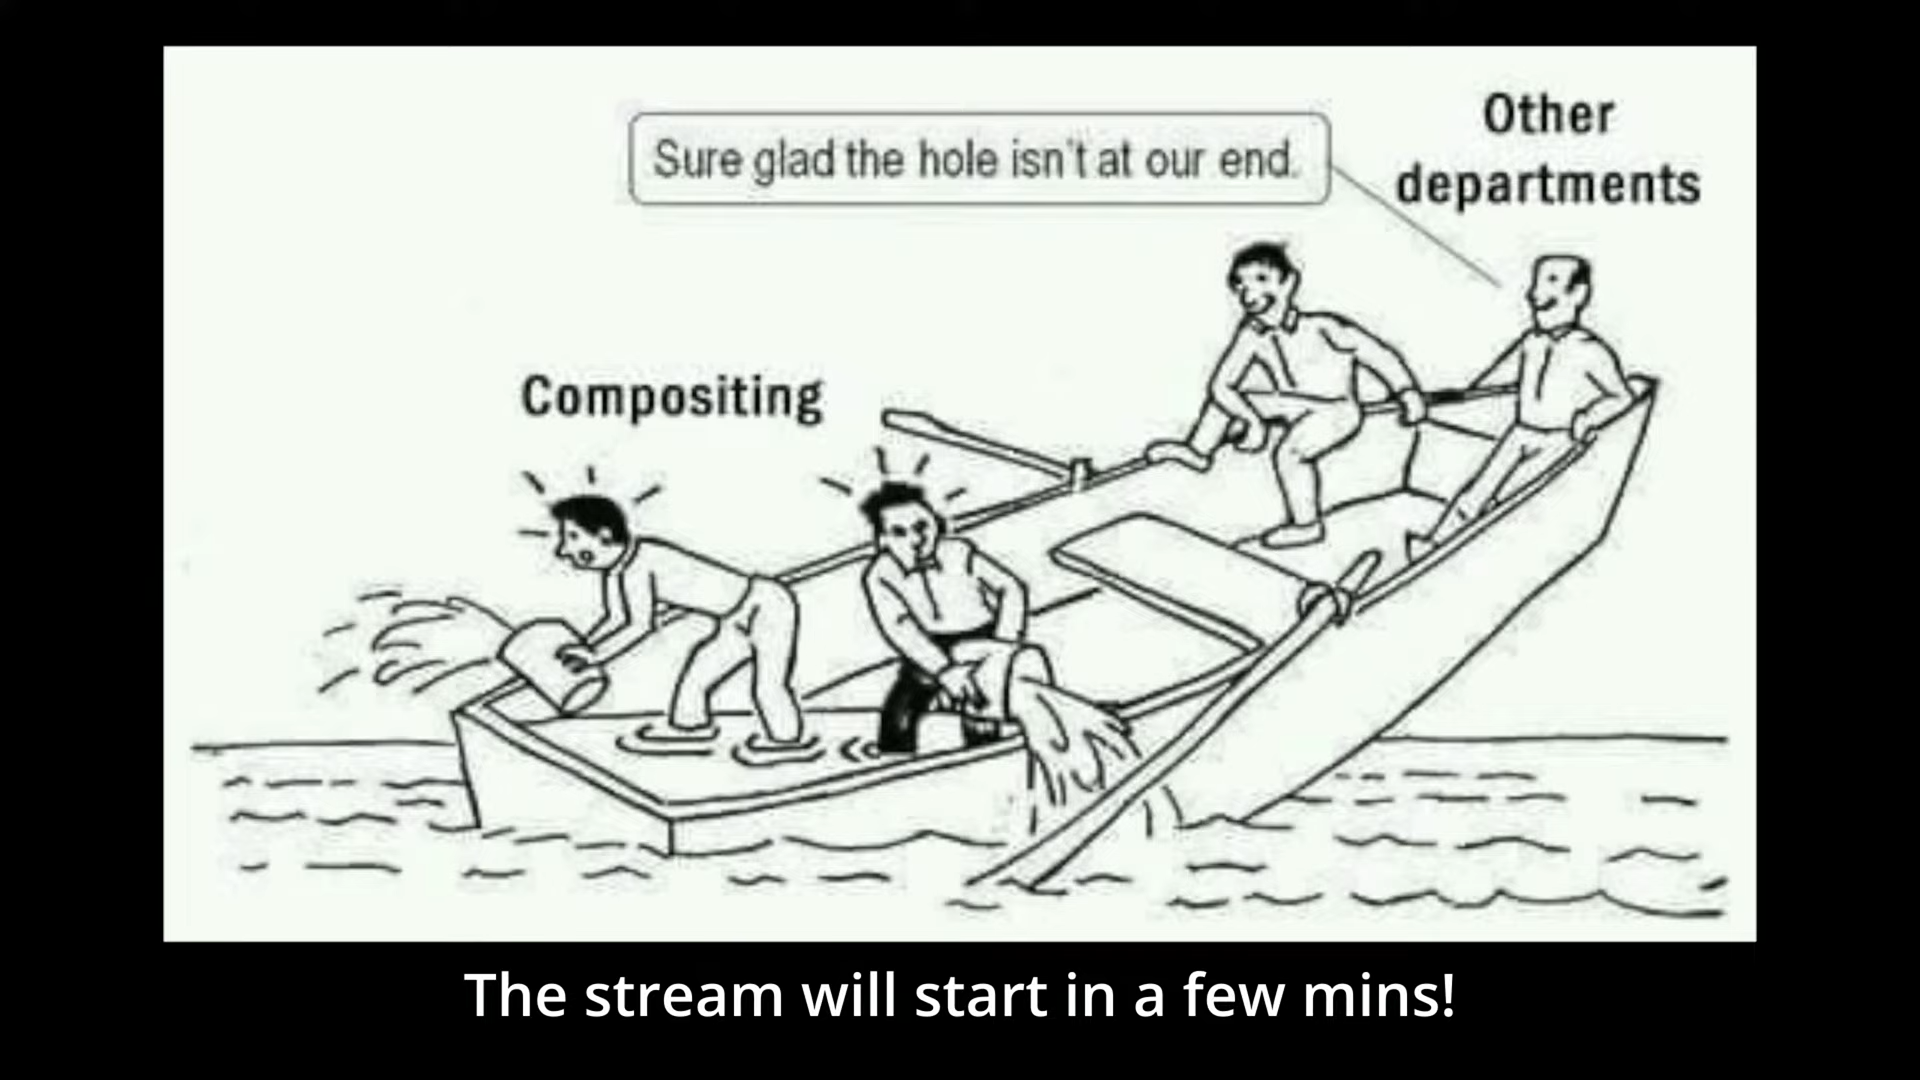 Other
departments
Sure glad the hole isn't at our end.
Compositing
The stream will start in a few mins!